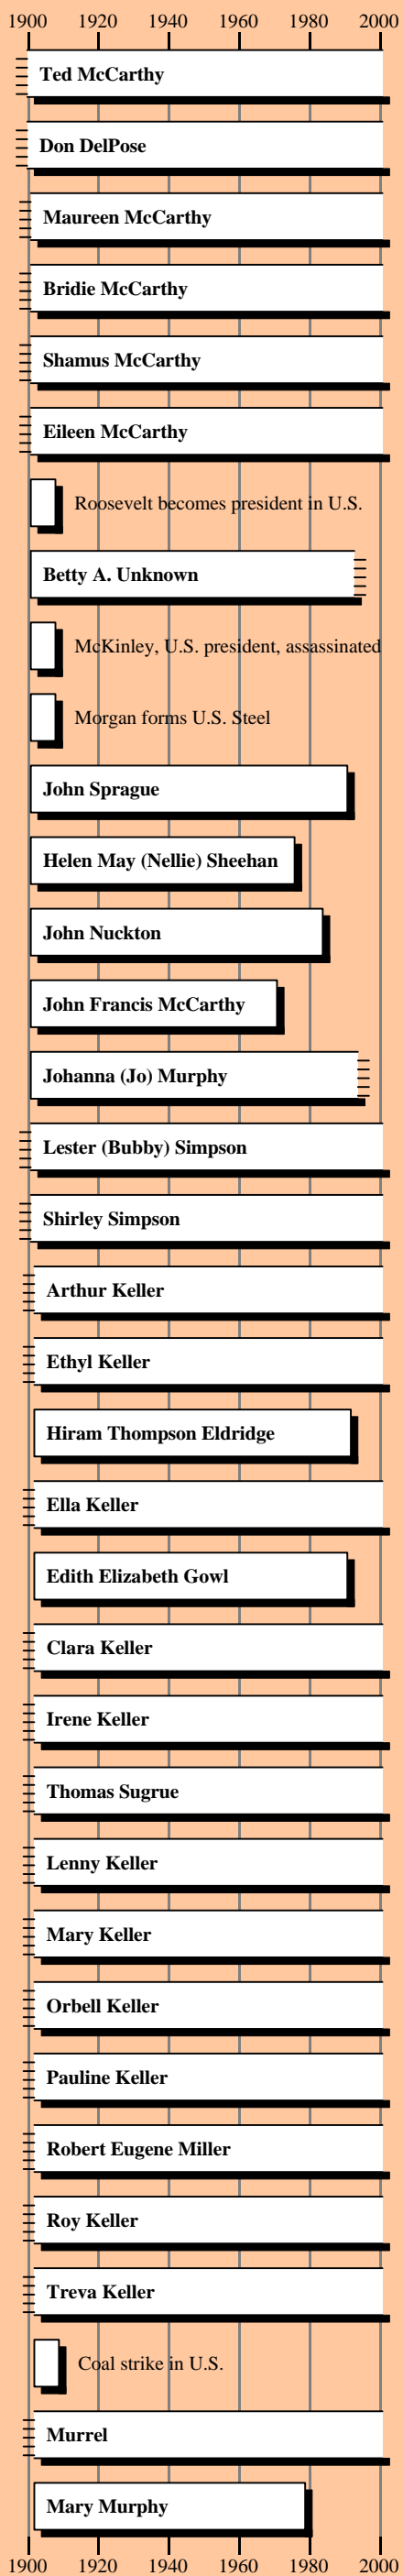 1900 1920 1940 1960 1980 2000
Ted McCarthy
Don DelPose
Maureen McCarthy
Bridie McCarthy
Shamus McCarthy
Eileen McCarthy
Roosevelt becomes president in U.S.
Betty A. Unknown
McKinley, U.S. president, assassinated
Morgan forms U.S. Steel
John Sprague
Helen May (Nellie) Sheehan
John Nuckton
John Francis McCarthy
Johanna (Jo) Murphy
Lester (Bubby) Simpson
Shirley Simpson
Arthur Keller
Ethyl Keller
Hiram Thompson Eldridge
Ella Keller
Edith Elizabeth Gowl
Clara Keller
Irene Keller
Thomas Sugrue
Lenny Keller
Mary Keller
Orbell Keller
Pauline Keller
Robert Eugene Miller
Roy Keller
Treva Keller
Coal strike in U.S.
Murrel
Mary Murphy
1900 1920 1940 1960 1980 2000